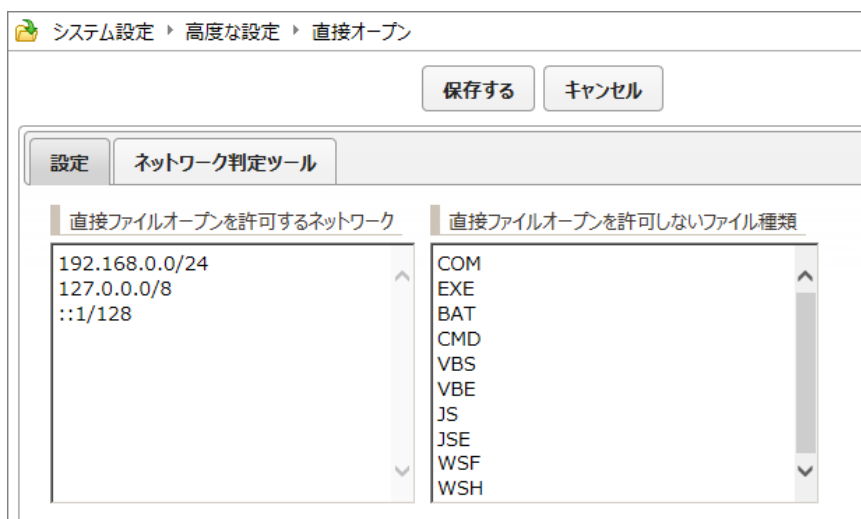 システム設定 ▶ 高度な設定 ▶ 直接オープン
保存する キャンセル
設定 ネットワーク判定ツール
直接ファイルオープンを許可するネットワーク
192.168.0.0/24
127.0.0.0/8
::1/128
直接ファイルオープンを許可しないファイル種類
COM
EXE
BAT
CMD
VBS
VBE
JS
JSE
WSF
WSH